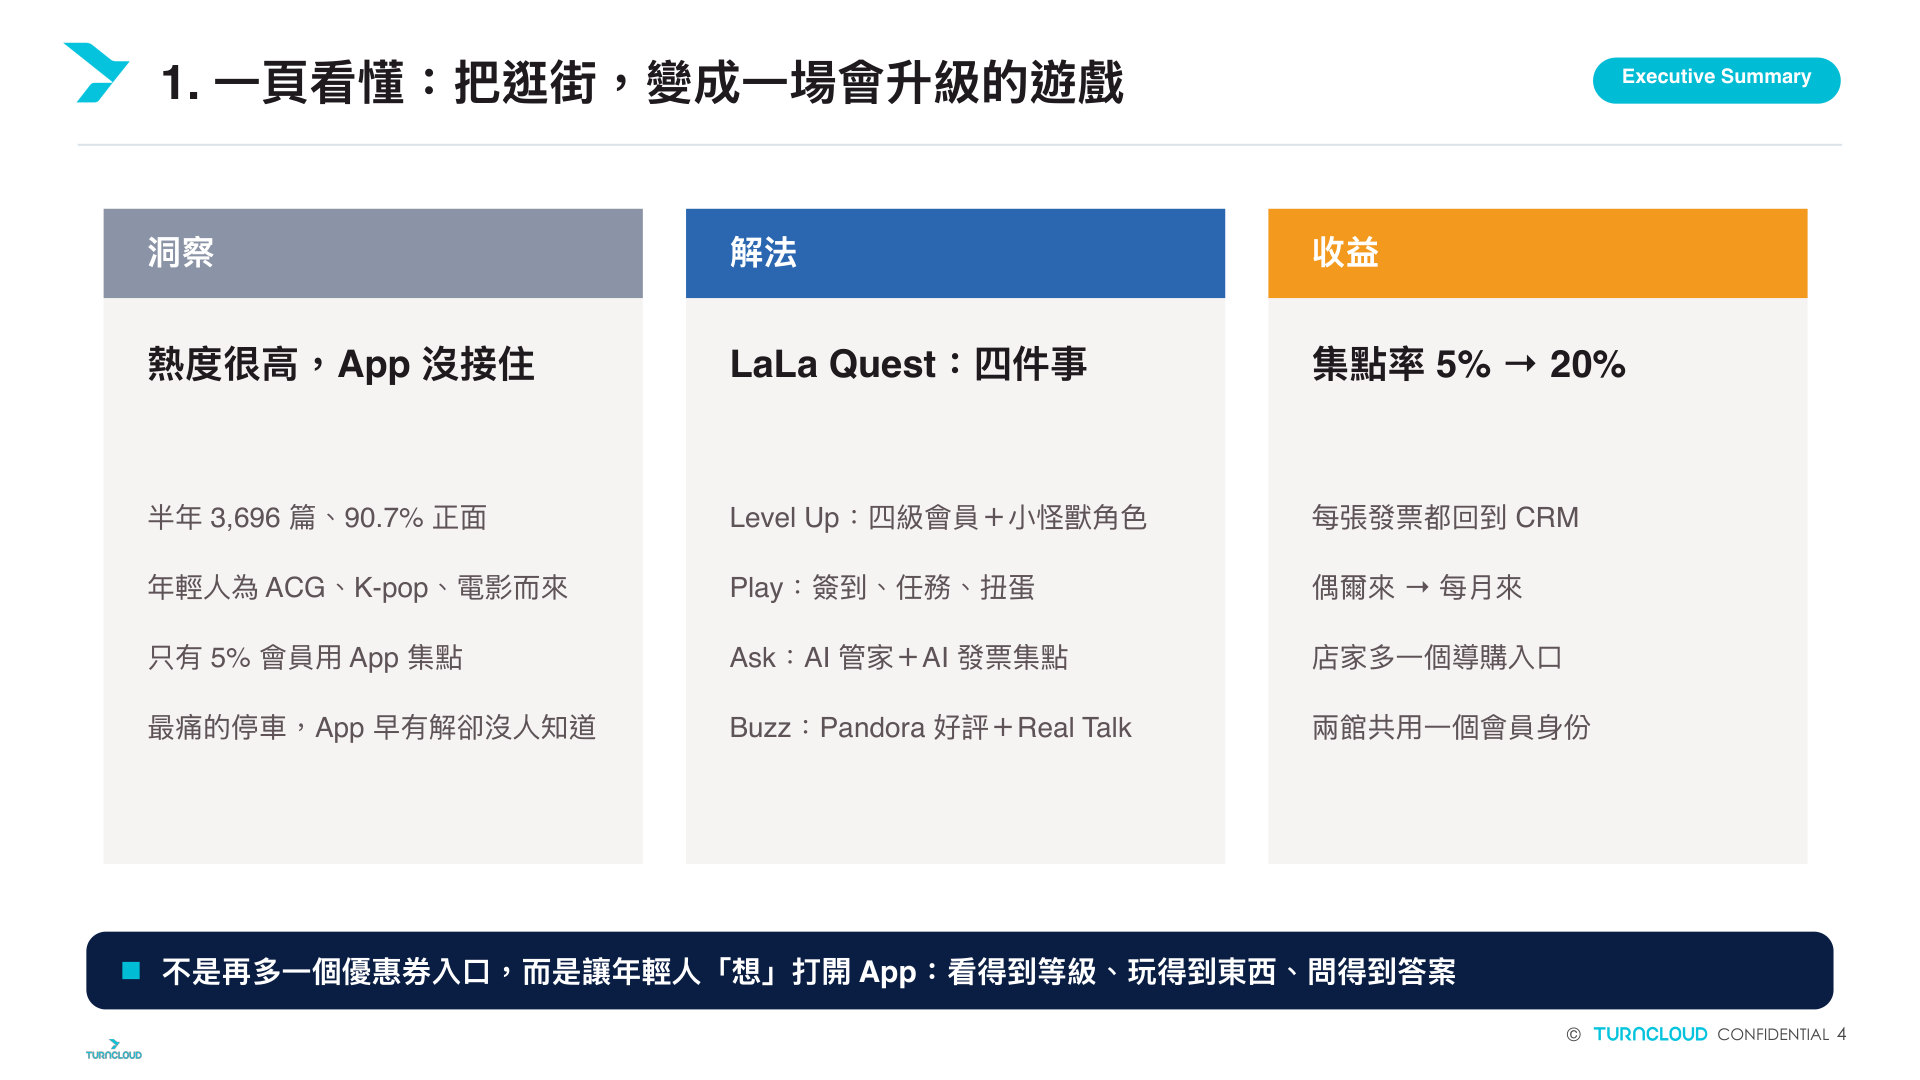 1. 一頁看懂：把逛街，變成一場會升級的遊戲
Executive Summary
洞察
熱度很高，App 沒接住
半年 3,696 篇、90.7% 正面
年輕人為 ACG、K-pop、電影而來
只有 5% 會員用 App 集點
最痛的停車，App 早有解卻沒人知道
解法
LaLa Quest：四件事
Level Up：四級會員＋小怪獸角色
Play：簽到、任務、扭蛋
Ask：AI 管家＋AI 發票集點
Buzz：Pandora 好評＋Real Talk
收益
集點率 5% → 20%
每張發票都回到 CRM
偶爾來 → 每月來
店家多一個導購入口
兩館共用一個會員身份
不是再多一個優惠券入口，而是讓年輕人「想」打開 App：看得到等級、玩得到東西、問得到答案
TURNCLOUD
© TURNCLOUD CONFIDENTIAL 4